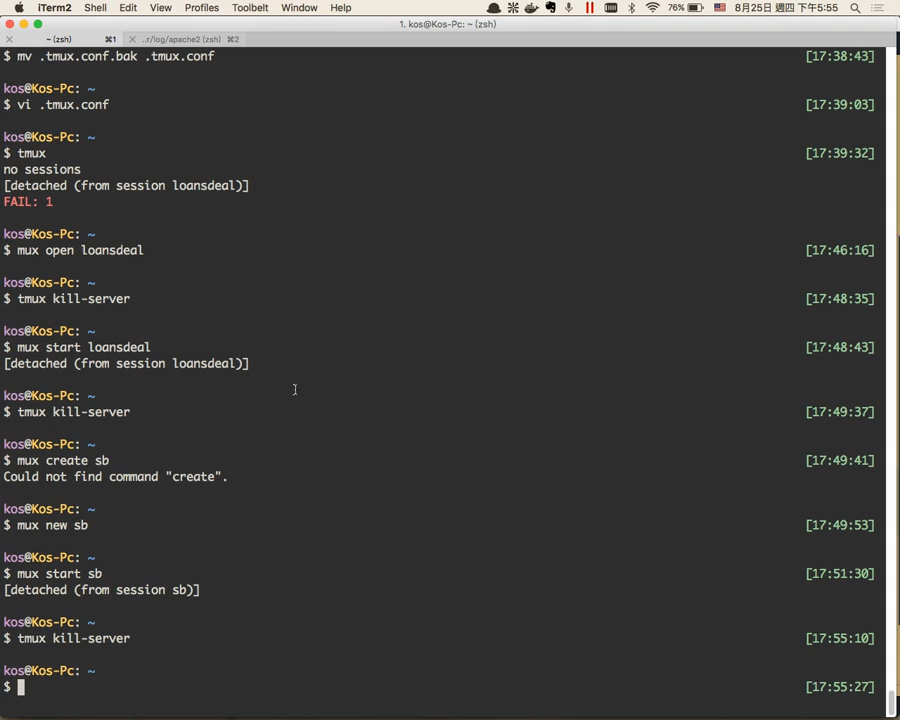 iTerm2 Shell Edit View Profiles Toolbelt Window Help 76% 8月25日 週四 下午5:55
1. kos@Kos-Pc: ~ (zsh)
~ (zsh) ⌘1 ..r/log/apache2 (zsh) ⌘2
$ mv .tmux.conf.bak .tmux.conf [17:38:43]
kos@Kos-Pc: ~
$ vi .tmux.conf [17:39:03]
kos@Kos-Pc: ~
$ tmux [17:39:32]
no sessions
[detached (from session loansdeal)]
FAIL: 1
kos@Kos-Pc: ~
$ mux open loansdeal [17:46:16]
kos@Kos-Pc: ~
$ tmux kill-server [17:48:35]
kos@Kos-Pc: ~
$ mux start loansdeal [17:48:43]
[detached (from session loansdeal)]
kos@Kos-Pc: ~
$ tmux kill-server [17:49:37]
kos@Kos-Pc: ~
$ mux create sb [17:49:41]
Could not find command "create".
kos@Kos-Pc: ~
$ mux new sb [17:49:53]
kos@Kos-Pc: ~
$ mux start sb [17:51:30]
[detached (from session sb)]
kos@Kos-Pc: ~
$ tmux kill-server [17:55:10]
kos@Kos-Pc: ~
$ [17:55:27]